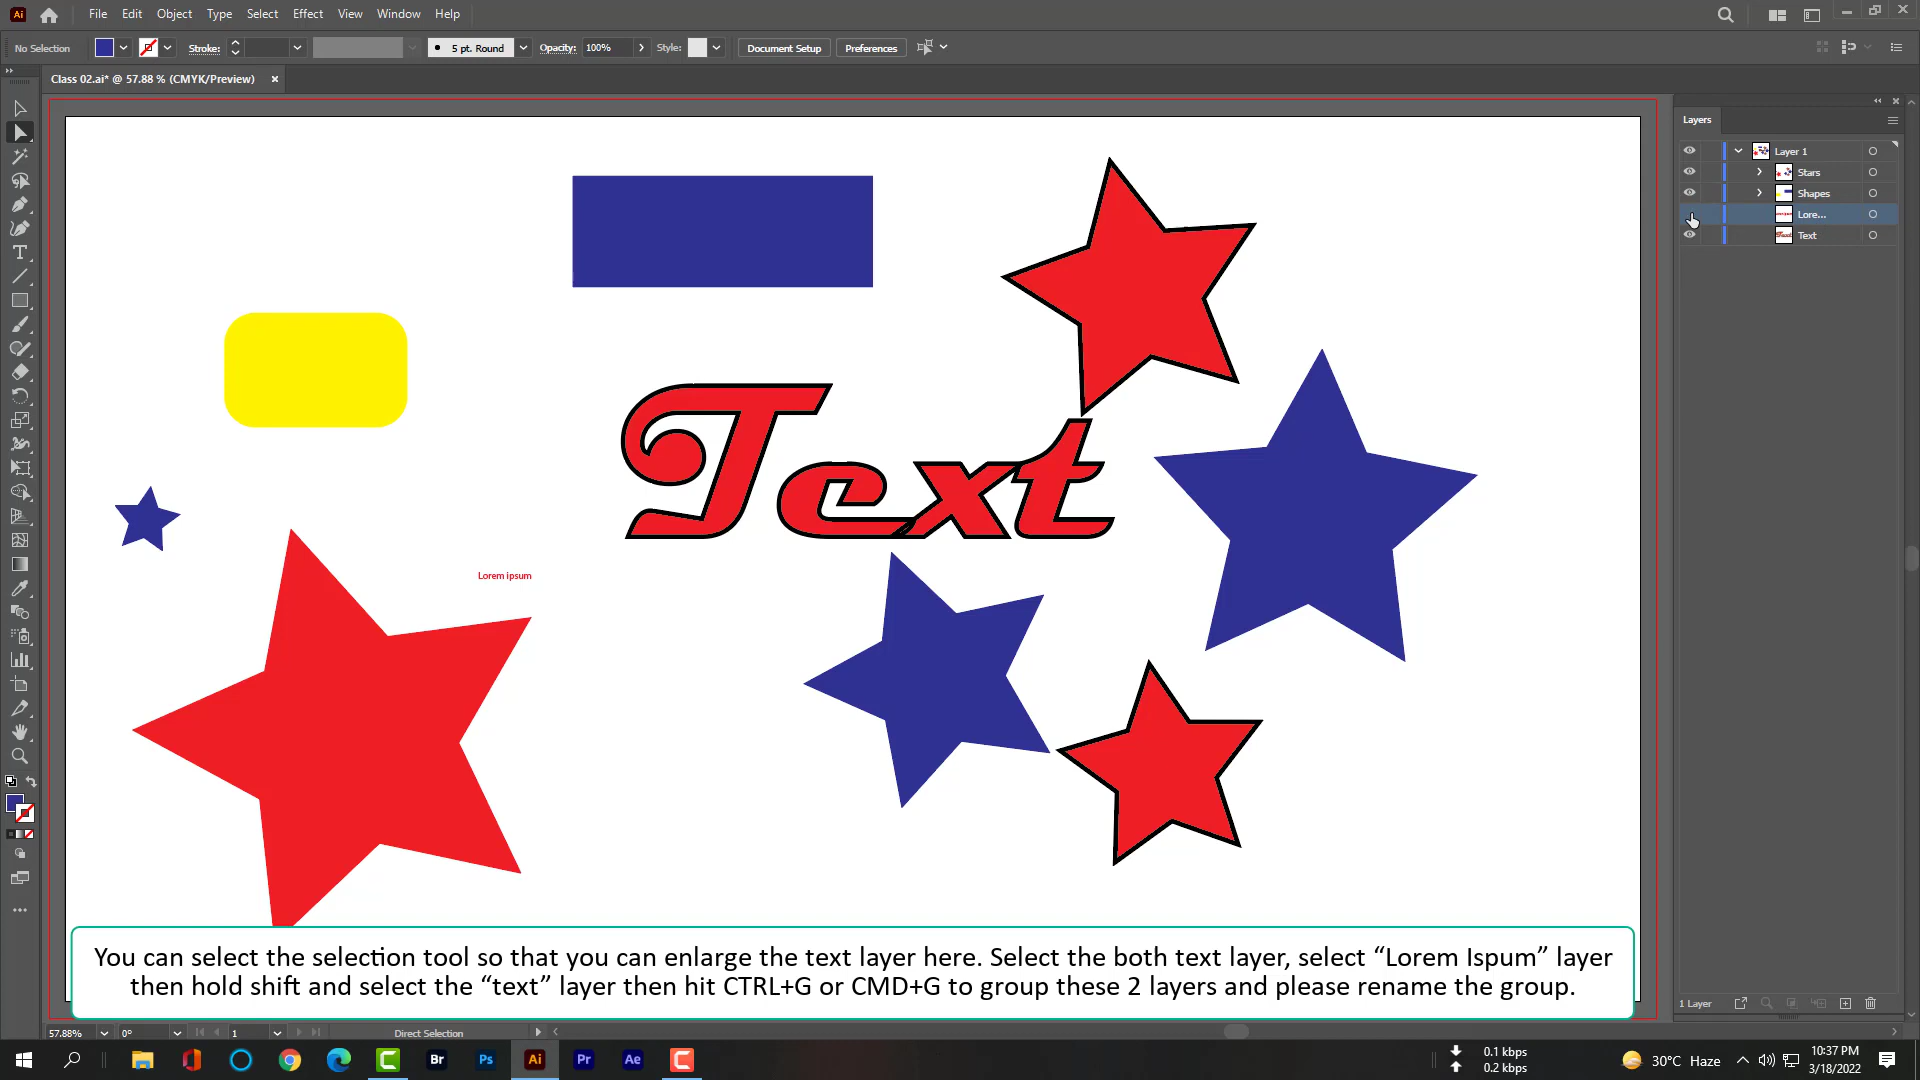 Ai File Edit Object Type Select Effect View Window Help
No Selection Stroke: 5 pt. Round Opacity: 100% Style: Document Setup Preferences
Class 02.ai* @ 57.88 % (CMYK/Preview)
Layers
Layer 1
Stars
Shapes
Lore...
Text
Text
Lorem ipsum
You can select the selection tool so that you can enlarge the text layer here. Select the both text layer, select “Lorem Ispum” layer
then hold shift and select the “text” layer then hit CTRL+G or CMD+G to group these 2 layers and please rename the group.
1 Layer
57.88% 0° 1 Direct Selection
Br Ps Ai Pr Ae
0.1 kbps
0.2 kbps
30°C Haze
10:37 PM
3/18/2022